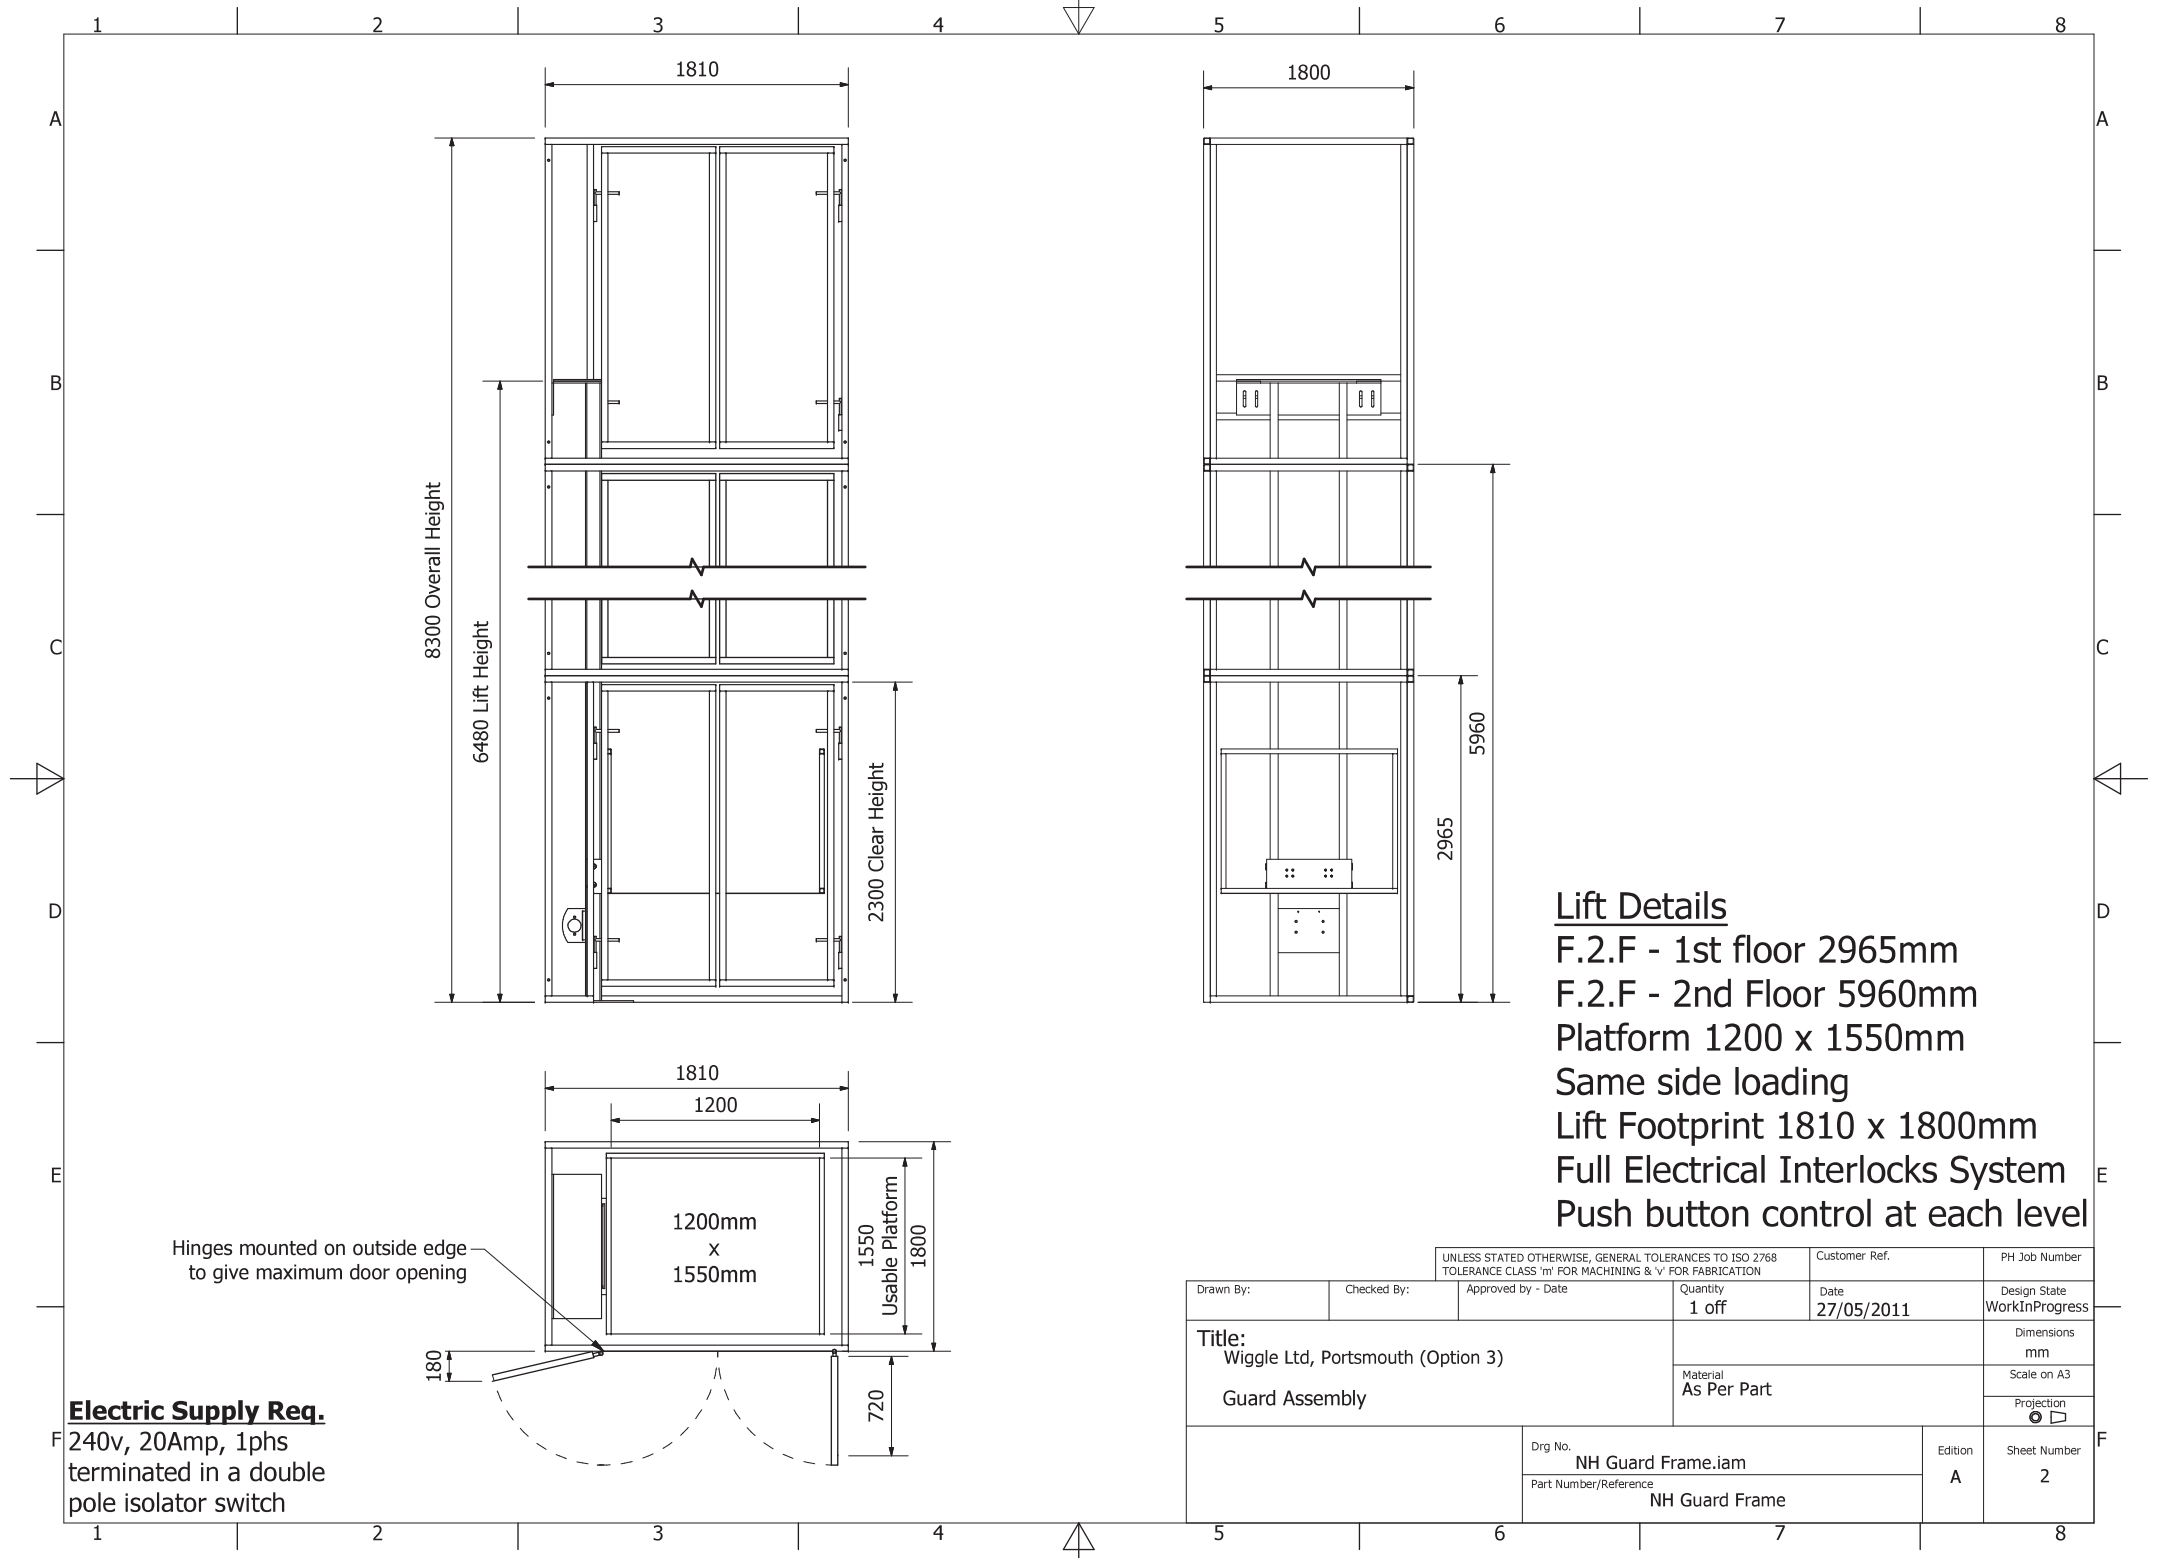 1 2 3 4 5 6 7 8
A A
B B
C C
D D
E E
F F
1810
1800
8300 Overall Height
6480 Lift Height
2300 Clear Height
2965
5960
1810
1200
1200mm
x
1550mm
1550
Usable Platform
1800
Hinges mounted on outside edge
to give maximum door opening
180
720
Electric Supply Req.
240v, 20Amp, 1phs
terminated in a double
pole isolator switch
Lift Details
F.2.F - 1st floor 2965mm
F.2.F - 2nd Floor 5960mm
Platform 1200 x 1550mm
Same side loading
Lift Footprint 1810 x 1800mm
Full Electrical Interlocks System
Push button control at each level
UNLESS STATED OTHERWISE, GENERAL TOLERANCES TO ISO 2768
TOLERANCE CLASS 'm' FOR MACHINING & 'v' FOR FABRICATION
Customer Ref.
PH Job Number
Drawn By:
Checked By:
Approved by - Date
Quantity
1 off
Date
27/05/2011
Design State
WorkInProgress
Title:
Wiggle Ltd, Portsmouth (Option 3)
Guard Assembly
Dimensions
mm
Material
As Per Part
Scale on A3
Projection
Drg No.
NH Guard Frame.iam
Part Number/Reference
NH Guard Frame
Edition
A
Sheet Number
2
1 2 3 4 5 6 7 8